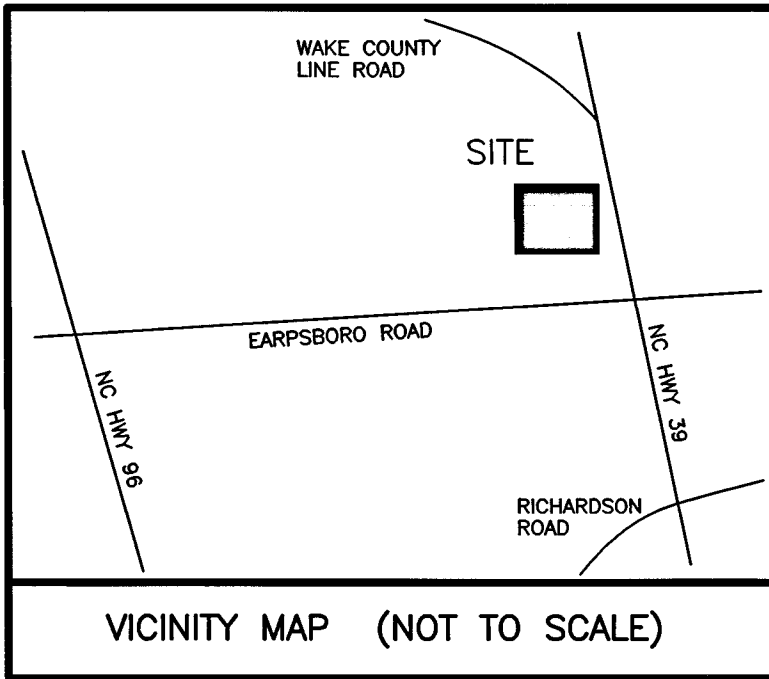 WAKE COUNTY
LINE ROAD
SITE
EARPSBORO ROAD
NC HWY 96
NC HWY 39
RICHARDSON
ROAD
VICINITY MAP (NOT TO SCALE)